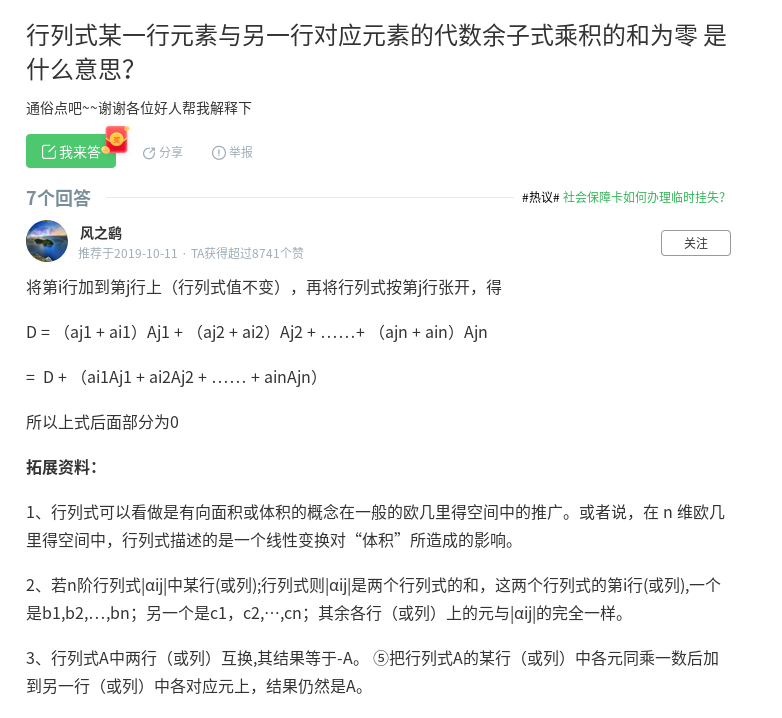 行列式某一行元素与另一行对应元素的代数余子式乘积的和为零 是
什么意思?
通俗点吧~~谢谢各位好人帮我解释下
我来答
分享
举报
7个回答
#热议# 社会保障卡如何办理临时挂失?
风之鹞
推荐于2019-10-11 · TA获得超过8741个赞
关注
将第i行加到第j行上（行列式值不变），再将行列式按第j行张开，得
D = （aj1 + ai1）Aj1 + （aj2 + ai2）Aj2 + ……+ （ajn + ain）Ajn
= D + （ai1Aj1 + ai2Aj2 + …… + ainAjn）
所以上式后面部分为0
拓展资料：
1、行列式可以看做是有向面积或体积的概念在一般的欧几里得空间中的推广。或者说，在 n 维欧几
里得空间中，行列式描述的是一个线性变换对“体积”所造成的影响。
2、若n阶行列式|αij|中某行(或列);行列式则|αij|是两个行列式的和，这两个行列式的第i行(或列),一个
是b1,b2,…,bn；另一个是с1，с2,…,сn；其余各行（或列）上的元与|αij|的完全一样。
3、行列式A中两行（或列）互换,其结果等于-A。 ⑤把行列式A的某行（或列）中各元同乘一数后加
到另一行（或列）中各对应元上，结果仍然是A。